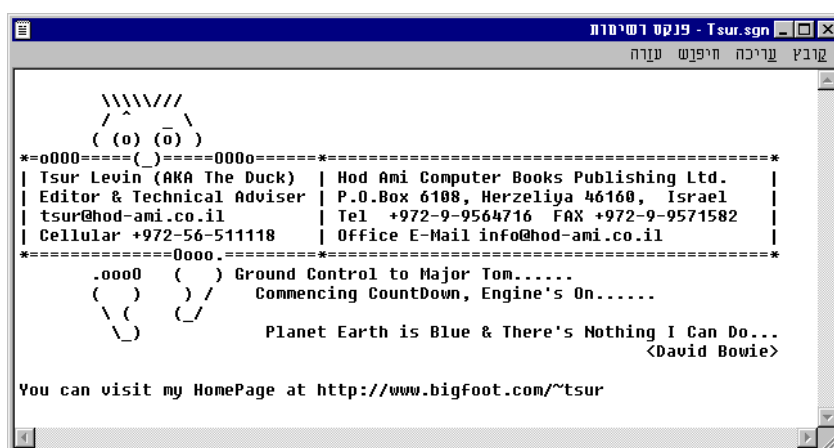 פנקס רשימות - Tsur.sgn
קובץ עריכה חיפוש עזרה
\\\\\///
/ ^ _ \
( (o) (o) )
*=oOOO=====(_)=====OOOo======*=============================================*
| Tsur Levin (AKA The Duck) | Hod Ami Computer Books Publishing Ltd. |
| Editor & Technical Adviser | P.O.Box 6108, Herzeliya 46160, Israel |
| tsur@hod-ami.co.il | Tel +972-9-9564716 FAX +972-9-9571582 |
| Cellular +972-56-511118 | Office E-Mail info@hod-ami.co.il |
*===============Oooo.=========*=============================================*
.oooO ( ) Ground Control to Major Tom......
( ) ) / Commencing CountDown, Engine's On......
\ ( (_/
\_) Planet Earth is Blue & There's Nothing I Can Do...
<David Bowie>
You can visit my HomePage at http://www.bigfoot.com/~tsur